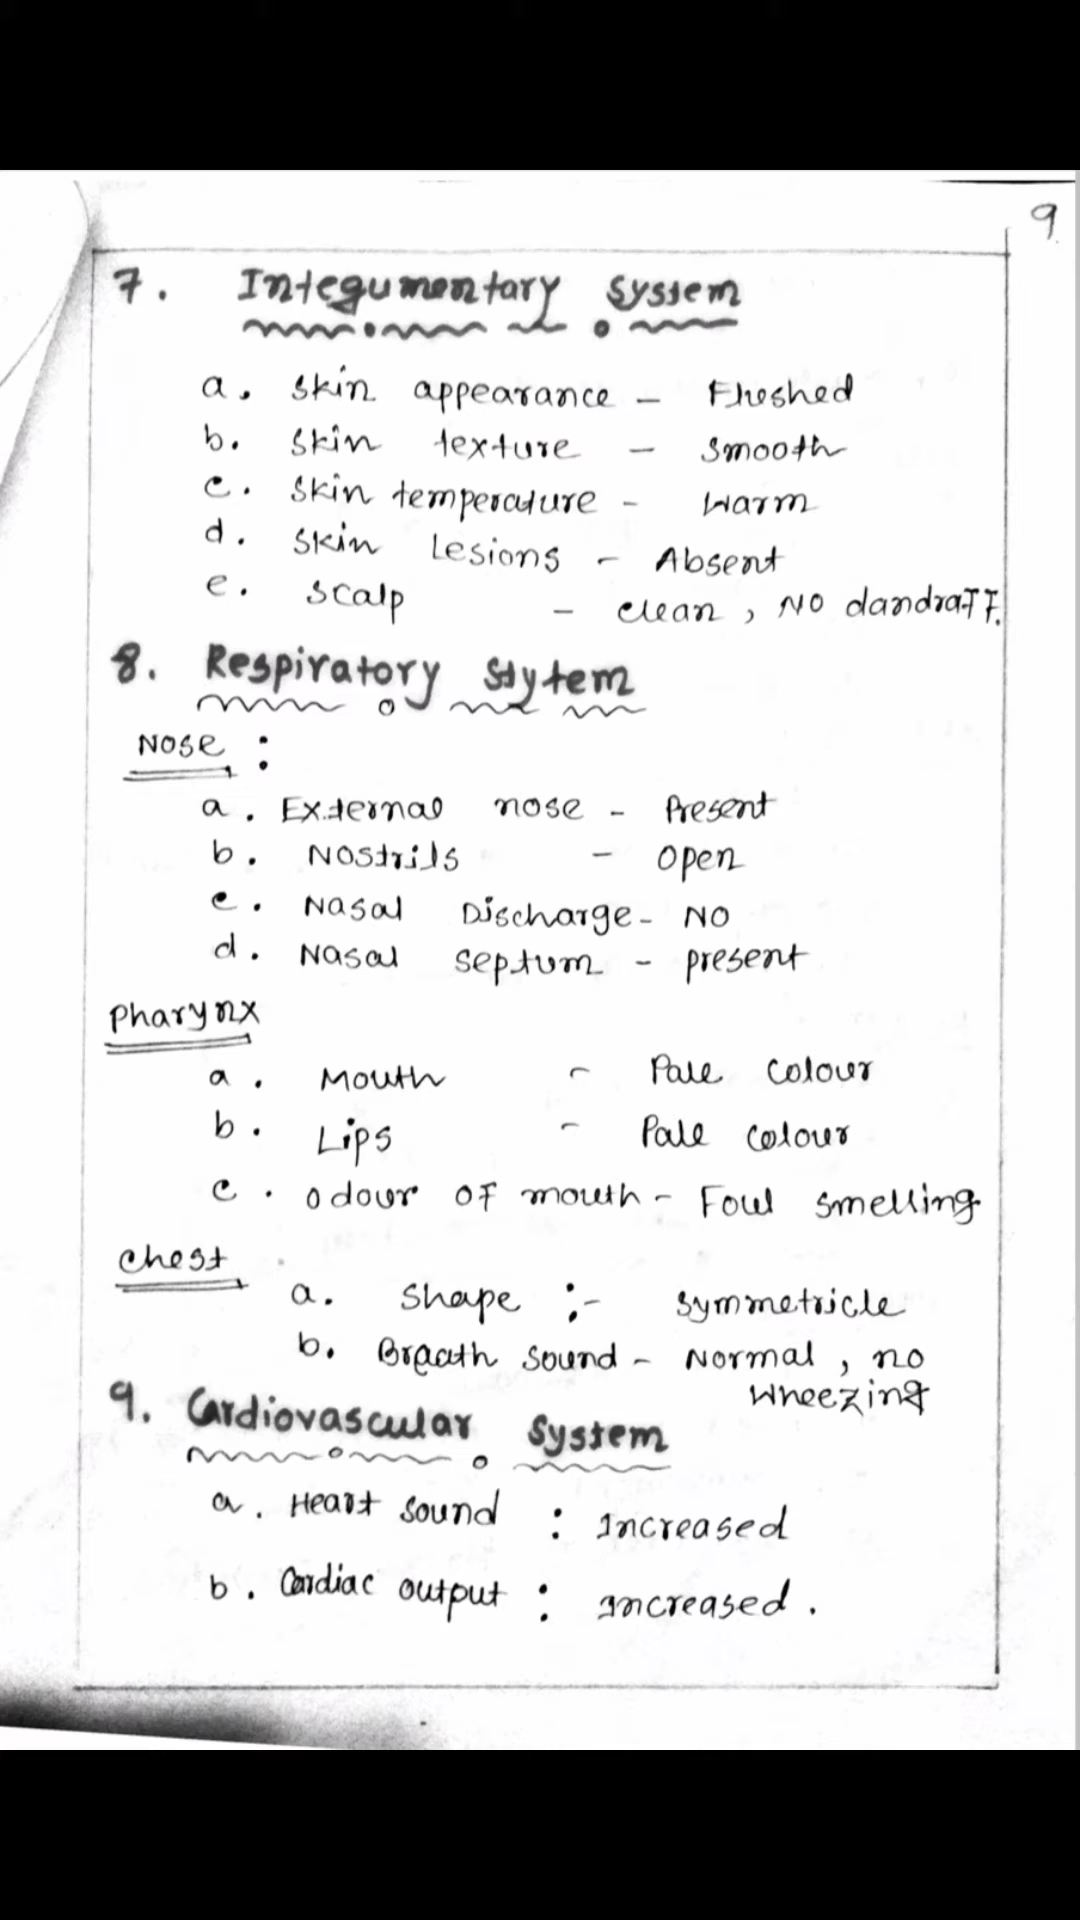 9
7. Integumentary system
a. skin appearance - Flushed
b. skin texture - smooth
c. skin temperature - warm
d. skin Lesions - Absent
e. scalp - clean, No dandraff.
8. Respiratory Stytem
Nose :
a. External nose - Present
b. Nostrils - open
c. Nasal Discharge - NO
d. Nasal septum - present
Pharynx
a. Mouth - Pale colour
b. Lips - Pale colour
c. odour of mouth - Foul smelling
chest
a. shape :- symmetricle
b. Breath sound - Normal, no
wheezing
9. Cardiovascular system
a. Heart sound : increased
b. Cardiac output : increased.